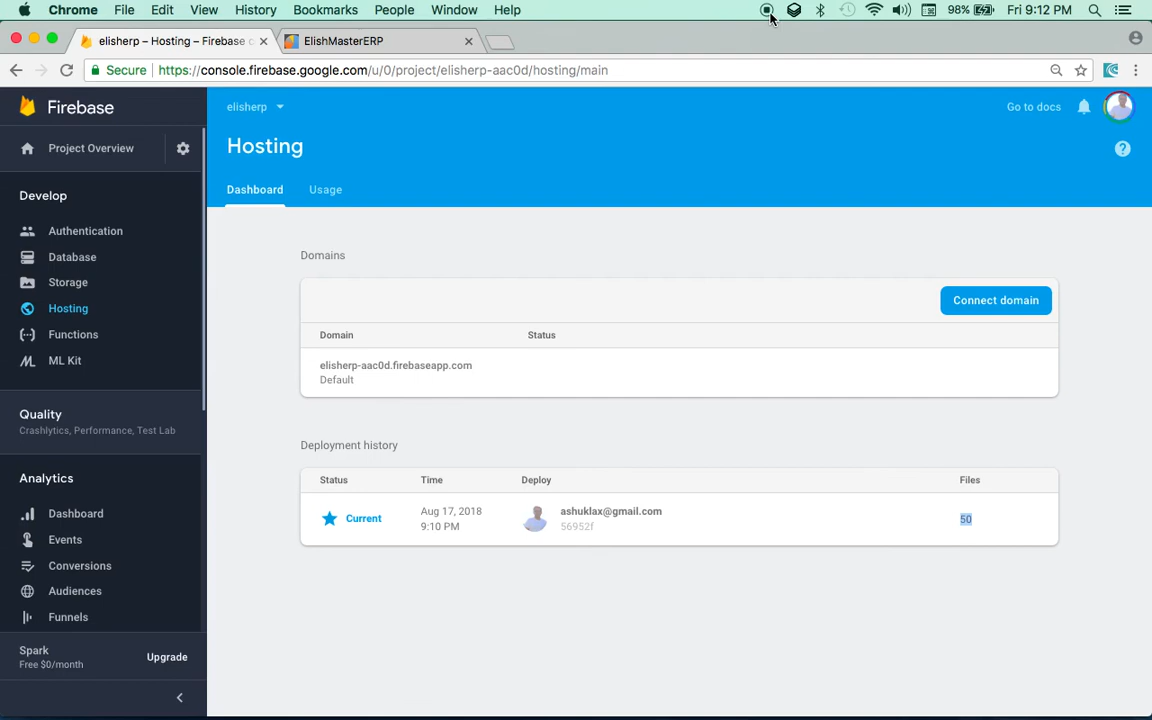 Chrome File Edit View History Bookmarks People Window Help 98% Fri 9:12 PM
elisherp – Hosting – Firebase c ElishMasterERP
Secure https://console.firebase.google.com/u/0/project/elisherp-aac0d/hosting/main
Firebase
elisherp
Go to docs
Project Overview
Hosting
Dashboard Usage
Develop
Authentication
Database
Storage
Hosting
Functions
ML Kit
Quality
Crashlytics, Performance, Test Lab
Analytics
Dashboard
Events
Conversions
Audiences
Funnels
Spark
Free $0/month
Upgrade
Domains
Connect domain
Domain Status
elisherp-aac0d.firebaseapp.com
Default
Deployment history
Status Time Deploy Files
Current
Aug 17, 2018
9:10 PM
ashuklax@gmail.com
56952f
50